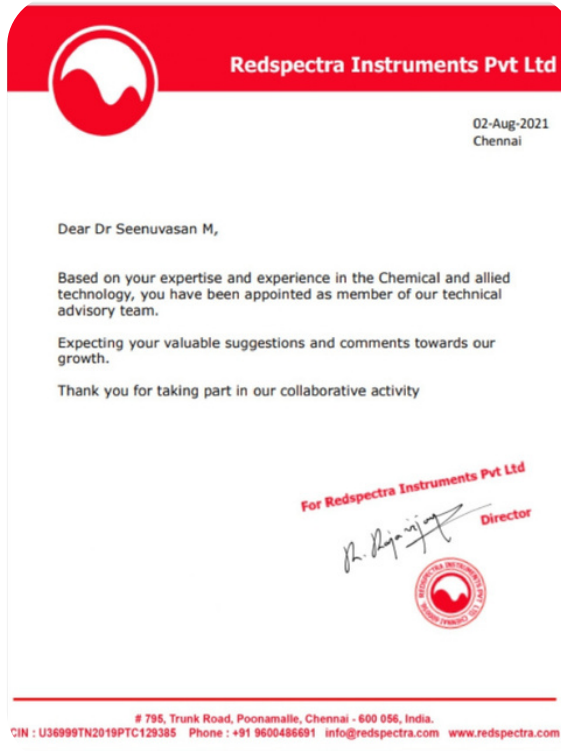 Redspectra Instruments Pvt Ltd
02-Aug-2021
Chennai
Dear Dr Seenuvasan M,
Based on your expertise and experience in the Chemical and allied
technology, you have been appointed as member of our technical
advisory team.
Expecting your valuable suggestions and comments towards our
growth.
Thank you for taking part in our collaborative activity
For Redspectra Instruments Pvt Ltd
Director
REDSPECTRA INSTRUMENTS PVT LTD
# 795, Trunk Road, Poonamalle, Chennai - 600 056, India.
CIN : U36999TN2019PTC129385 Phone : +91 9600486691 info@redspectra.com www.redspectra.com